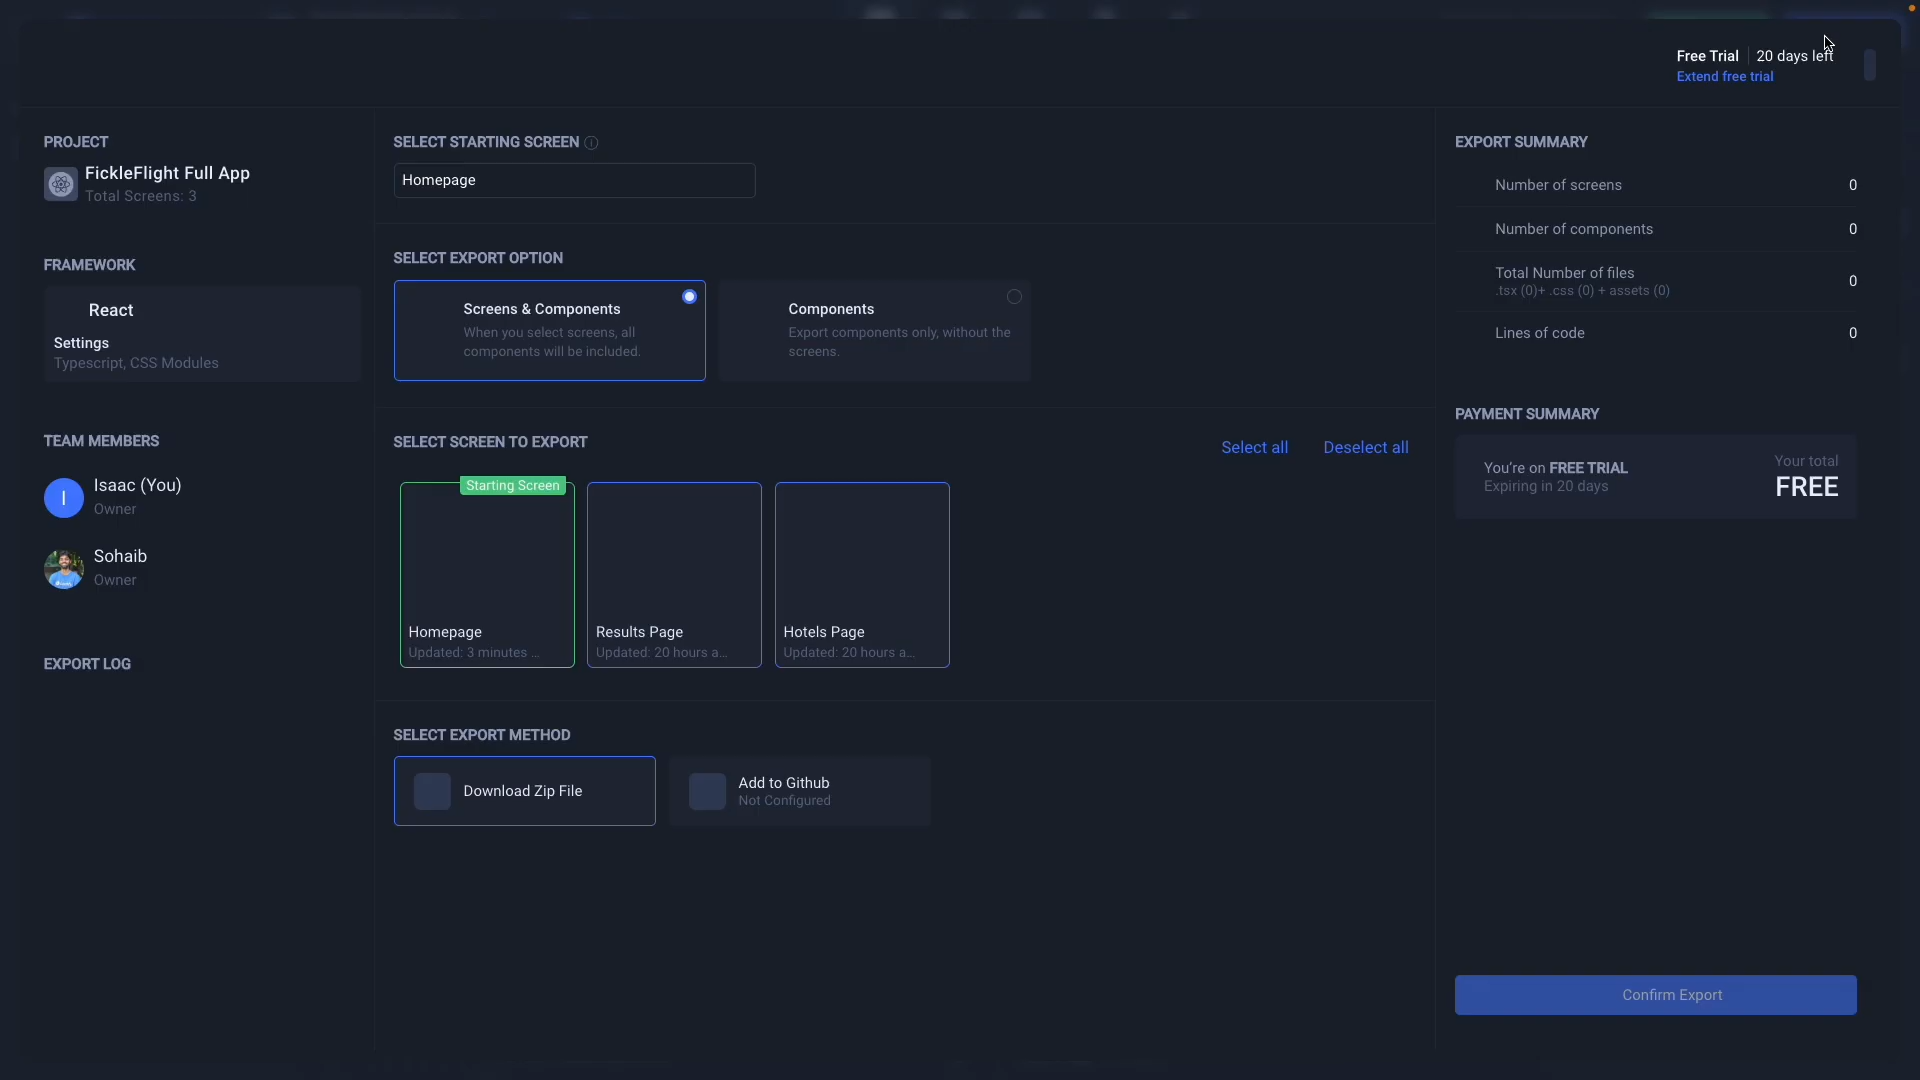 Free Trial
20 days left
Extend free trial
PROJECT
FickleFlight Full App
Total Screens: 3
FRAMEWORK
React
Settings
Typescript, CSS Modules
TEAM MEMBERS
I
Isaac (You)
Owner
Sohaib
Owner
EXPORT LOG
SELECT STARTING SCREEN
Homepage
SELECT EXPORT OPTION
Screens & Components
When you select screens, all
components will be included.
Components
Export components only, without the
screens.
SELECT SCREEN TO EXPORT
Select all
Deselect all
Starting Screen
Homepage
Updated: 3 minutes ...
Results Page
Updated: 20 hours a...
Hotels Page
Updated: 20 hours a...
SELECT EXPORT METHOD
Download Zip File
Add to Github
Not Configured
EXPORT SUMMARY
Number of screens 0
Number of components 0
Total Number of files 0
.tsx (0)+ .css (0) + assets (0)
Lines of code 0
PAYMENT SUMMARY
You're on FREE TRIAL
Expiring in 20 days
Your total
FREE
Confirm Export